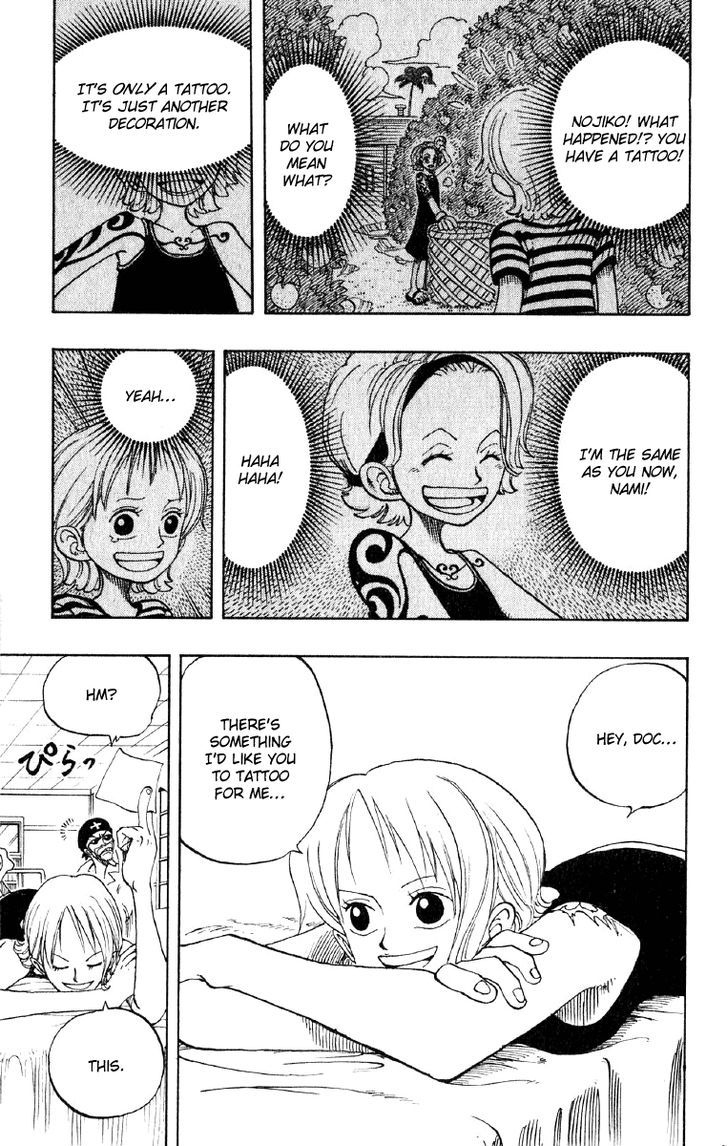 NOJIKO! WHAT
HAPPENED!? YOU
HAVE A TATTOO!
WHAT
DO YOU
MEAN
WHAT?
IT'S ONLY A TATTOO.
IT'S JUST ANOTHER
DECORATION.
I'M THE SAME
AS YOU NOW,
NAMI!
HAHA
HAHA!
YEAH...
HEY, DOC...
THERE'S
SOMETHING
I'D LIKE YOU
TO TATTOO
FOR ME...
HM?
ぴらっ
THIS.